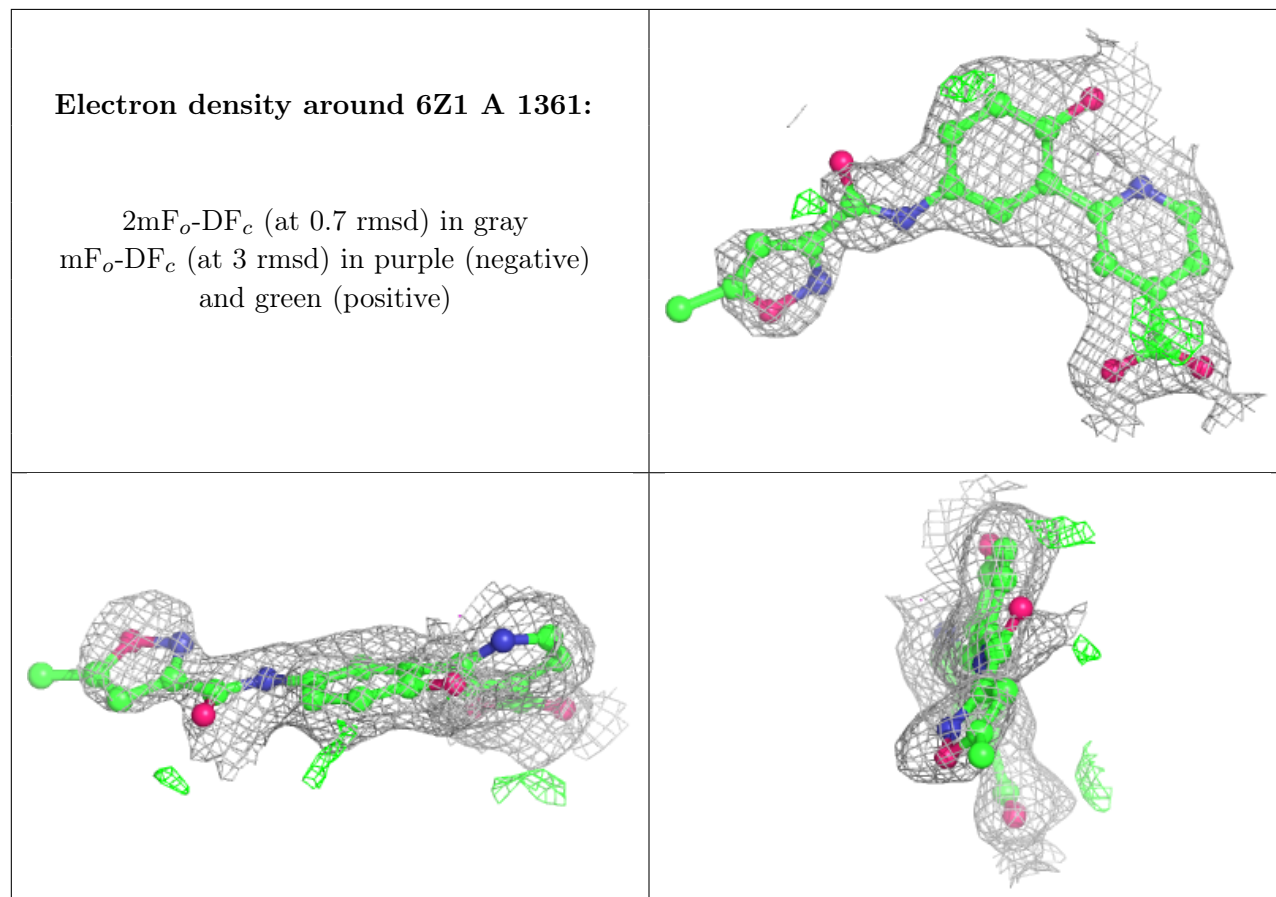 Electron density around 6Z1 A 1361:
2mFo-DFc (at 0.7 rmsd) in gray
mFo-DFc (at 3 rmsd) in purple (negative)
and green (positive)